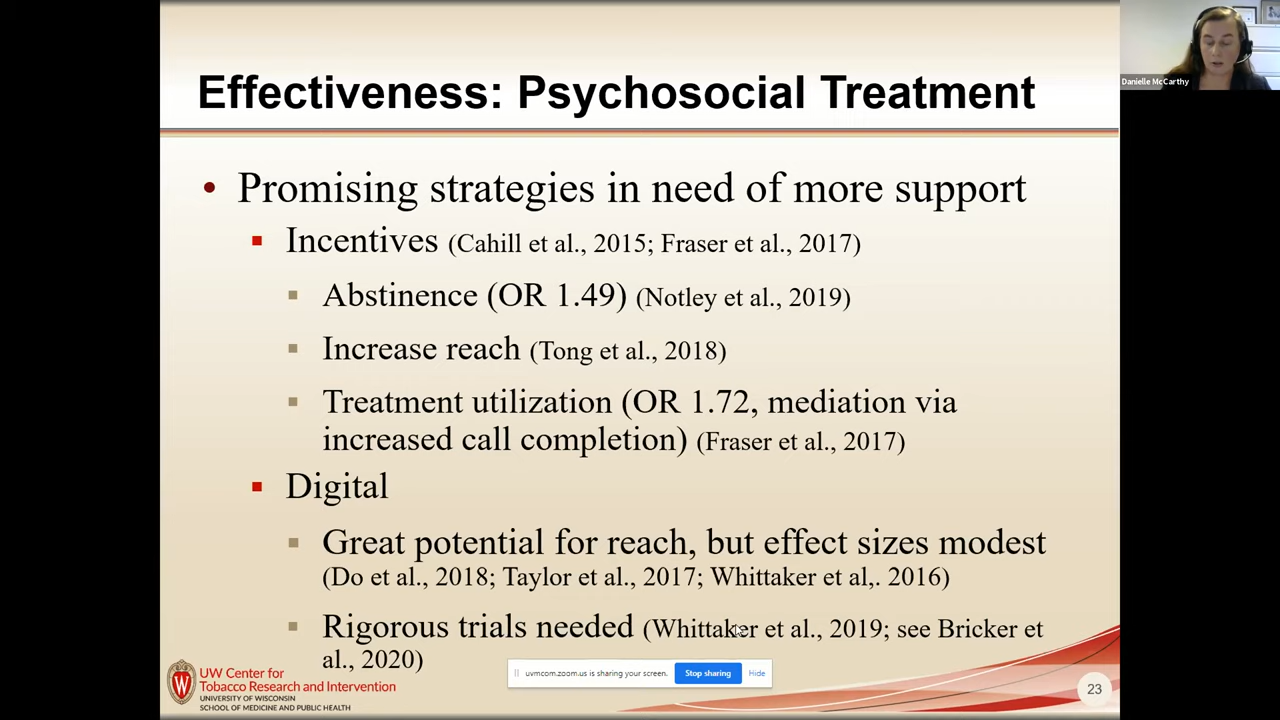 Effectiveness: Psychosocial Treatment
Danielle McCarthy
• Promising strategies in need of more support
▪ Incentives (Cahill et al., 2015; Fraser et al., 2017)
▪ Abstinence (OR 1.49) (Notley et al., 2019)
▪ Increase reach (Tong et al., 2018)
▪ Treatment utilization (OR 1.72, mediation via
increased call completion) (Fraser et al., 2017)
▪ Digital
▪ Great potential for reach, but effect sizes modest
(Do et al., 2018; Taylor et al., 2017; Whittaker et al,. 2016)
▪ Rigorous trials needed (Whittaker et al., 2019; see Bricker et
al., 2020)
UW Center for
Tobacco Research and Intervention
UNIVERSITY OF WISCONSIN
SCHOOL OF MEDICINE AND PUBLIC HEALTH
uvmcom.zoom.us is sharing your screen.
Stop sharing
Hide
23